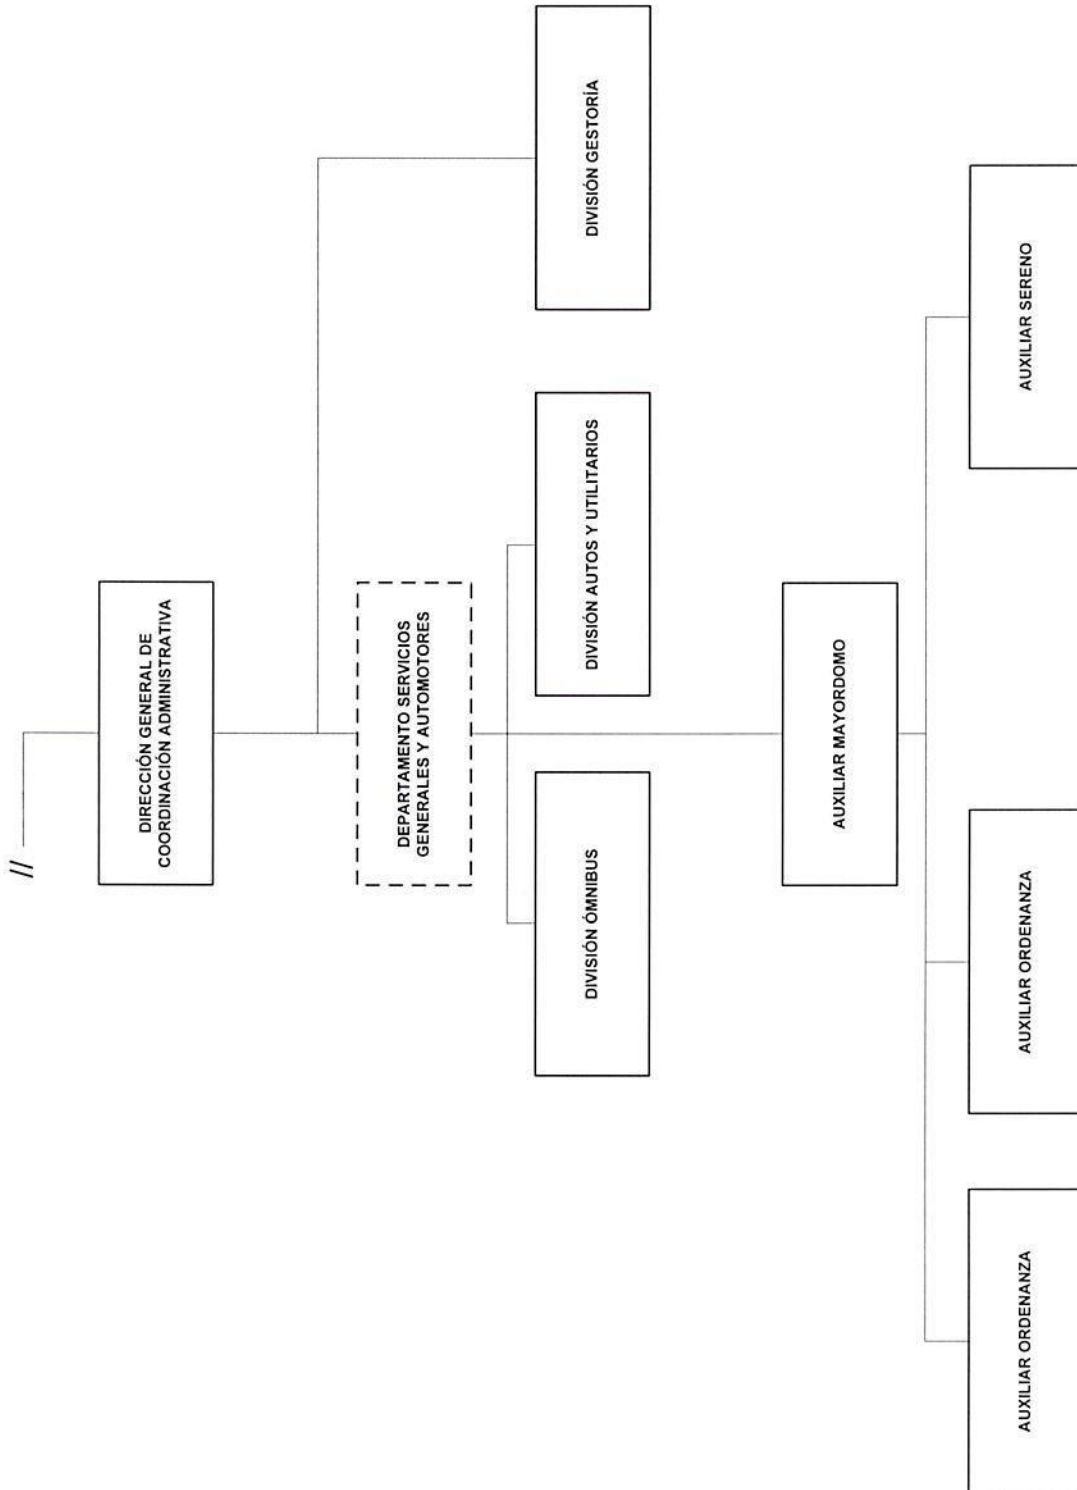 //
DIRECCIÓN GENERAL DE
COORDINACIÓN ADMINISTRATIVA
DEPARTAMENTO SERVICIOS
GENERALES Y AUTOMOTORES
DIVISIÓN GESTORÍA
DIVISIÓN ÓMNIBUS
DIVISIÓN AUTOS Y UTILITARIOS
AUXILIAR MAYORDOMO
AUXILIAR ORDENANZA
AUXILIAR ORDENANZA
AUXILIAR SERENO